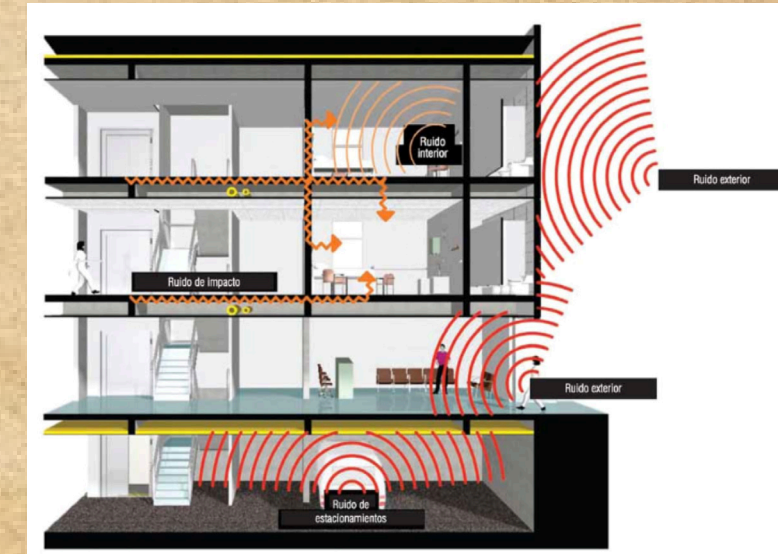 Ruido
interior
Ruido exterior
Ruido de impacto
Ruido exterior
Ruido de
estacionamientos